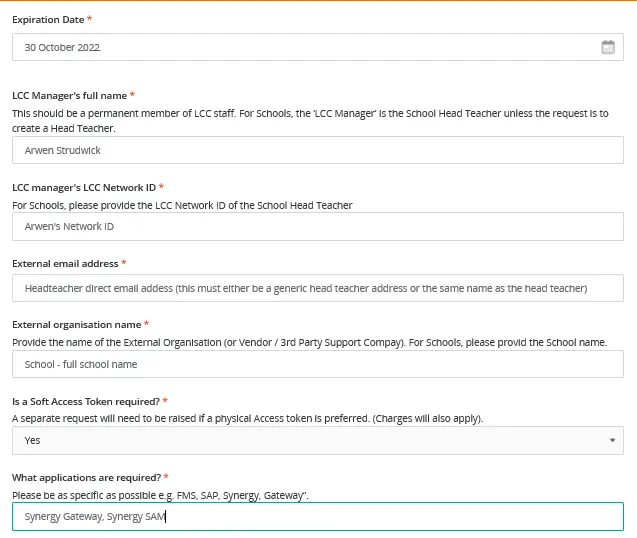 Expiration Date *
30 October 2022
LCC Manager's full name *
This should be a permanent member of LCC staff. For Schools, the 'LCC Manager' is the School Head Teacher unless the request is to
create a Head Teacher.
Arwen Strudwick
LCC manager's LCC Network ID *
For Schools, please provide the LCC Network ID of the School Head Teacher
Arwen's Network ID
External email address *
Headteacher direct email addess (this must either be a generic head teacher address or the same name as the head teacher)
External organisation name *
Provide the name of the External Organisation (or Vendor / 3rd Party Support Compay). For Schools, please provid the School name.
School - full school name
Is a Soft Access Token required? *
A separate request will need to be raised if a physical Access token is preferred. (Charges will also apply).
Yes
What applications are required? *
Please be as specific as possible e.g. FMS, SAP, Synergy, Gateway".
Synergy Gateway, Synergy SAM